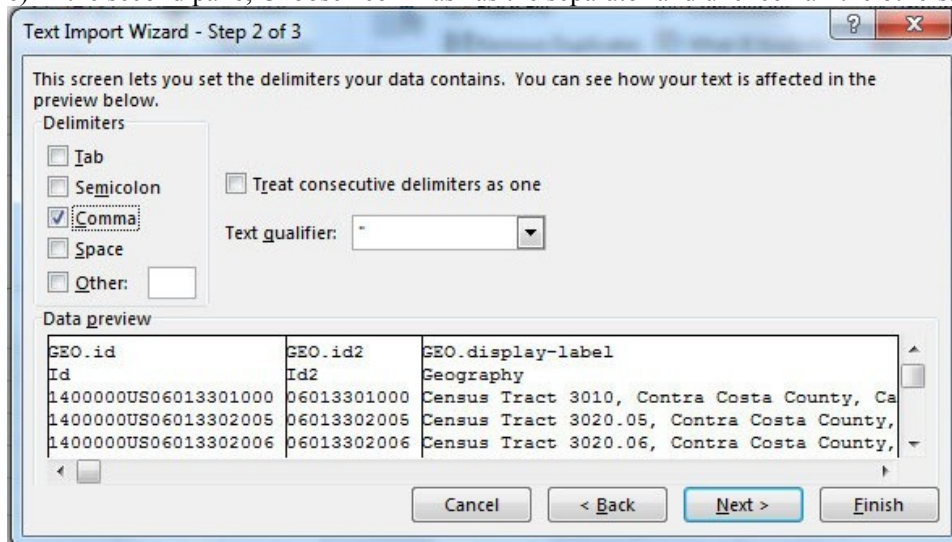 Text Import Wizard - Step 2 of 3
?
X
This screen lets you set the delimiters your data contains. You can see how your text is affected in the
preview below.
Delimiters
Tab
Semicolon
Treat consecutive delimiters as one
Comma
Text qualifier: "
Space
Other:
Data preview
GEO.id GEO.id2 GEO.display-label
Id Id2 Geography
1400000US06013301000 06013301000 Census Tract 3010, Contra Costa County, Ca
1400000US06013302005 06013302005 Census Tract 3020.05, Contra Costa County,
1400000US06013302006 06013302006 Census Tract 3020.06, Contra Costa County,
Cancel < Back Next > Finish